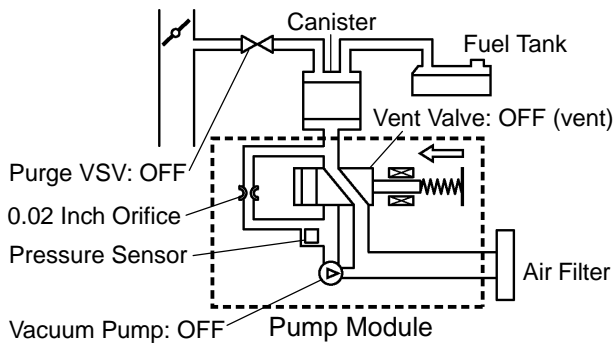 Canister
Fuel Tank
Vent Valve: OFF (vent)
Purge VSV: OFF
0.02 Inch Orifice
Pressure Sensor
Air Filter
Vacuum Pump: OFF
Pump Module